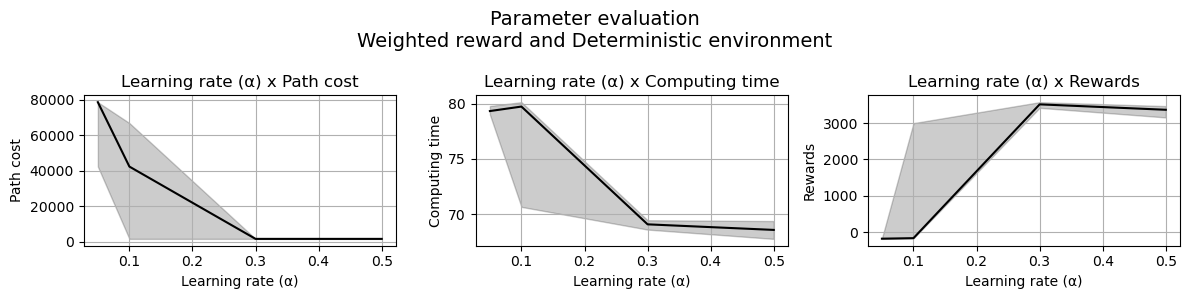 Parameter evaluation
Weighted reward and Deterministic environment
Learning rate (α) x Path cost
Path cost
80000
60000
40000
20000
0
0.1
0.2
0.3
0.4
0.5
Learning rate (α)
Learning rate (α) x Computing time
Computing time
80
75
70
0.1
0.2
0.3
0.4
0.5
Learning rate (α)
Learning rate (α) x Rewards
Rewards
3000
2000
1000
0
0.1
0.2
0.3
0.4
0.5
Learning rate (α)